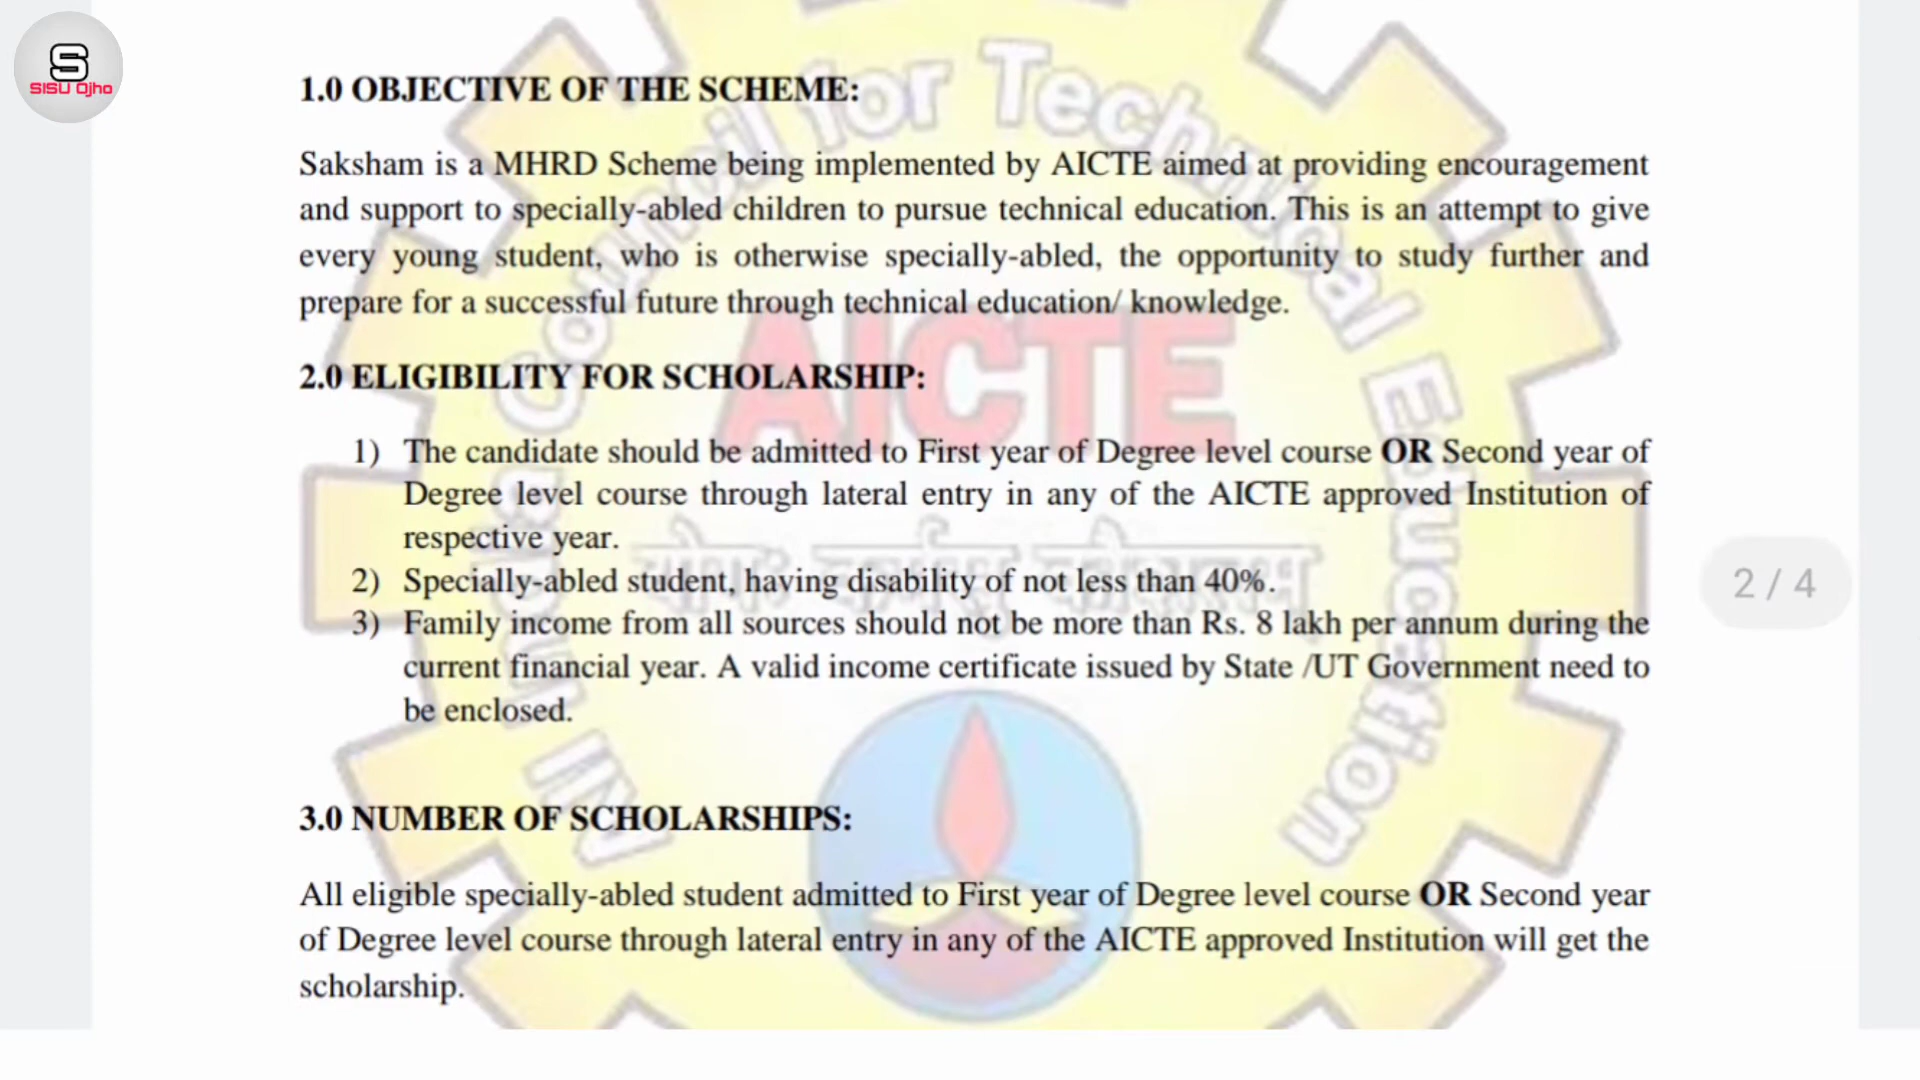 S
SISU Ojho
1.0 OBJECTIVE OF THE SCHEME:
Saksham is a MHRD Scheme being implemented by AICTE aimed at providing encouragement
and support to specially-abled children to pursue technical education. This is an attempt to give
every young student, who is otherwise specially-abled, the opportunity to study further and
prepare for a successful future through technical education/ knowledge.
2.0 ELIGIBILITY FOR SCHOLARSHIP:
1) The candidate should be admitted to First year of Degree level course OR Second year of
Degree level course through lateral entry in any of the AICTE approved Institution of
respective year.
2) Specially-abled student, having disability of not less than 40%.
3) Family income from all sources should not be more than Rs. 8 lakh per annum during the
current financial year. A valid income certificate issued by State /UT Government need to
be enclosed.
3.0 NUMBER OF SCHOLARSHIPS:
All eligible specially-abled student admitted to First year of Degree level course OR Second year
of Degree level course through lateral entry in any of the AICTE approved Institution will get the
scholarship.
2 / 4
Council for Technical Education
AICTE